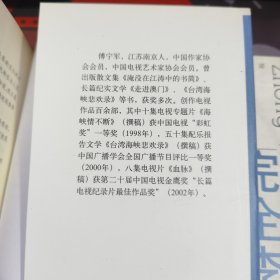 傅宁军，江苏南京人，中国作家协
会会员，中国电视艺术家协会会员，曾
出版散文集《淹没在江涛中的书简》、
长篇纪实文学《走进澳门》、《台湾海
峡悲欢录》等书，获奖多次。创作电视
作品百余部，其中十集电视专题片《海
峡情不断》（撰稿）获中国电视“彩虹
奖”一等奖（1998年），五十集配乐报
告文学《台湾海峡悲欢录》（撰稿）获
中国广播学会全国广播节目评比一等奖
（2000年），八集电视片《血脉》（撰
稿）获第二十届中国电视金鹰奖“长篇
电视纪录片最佳作品奖”（2002年）。